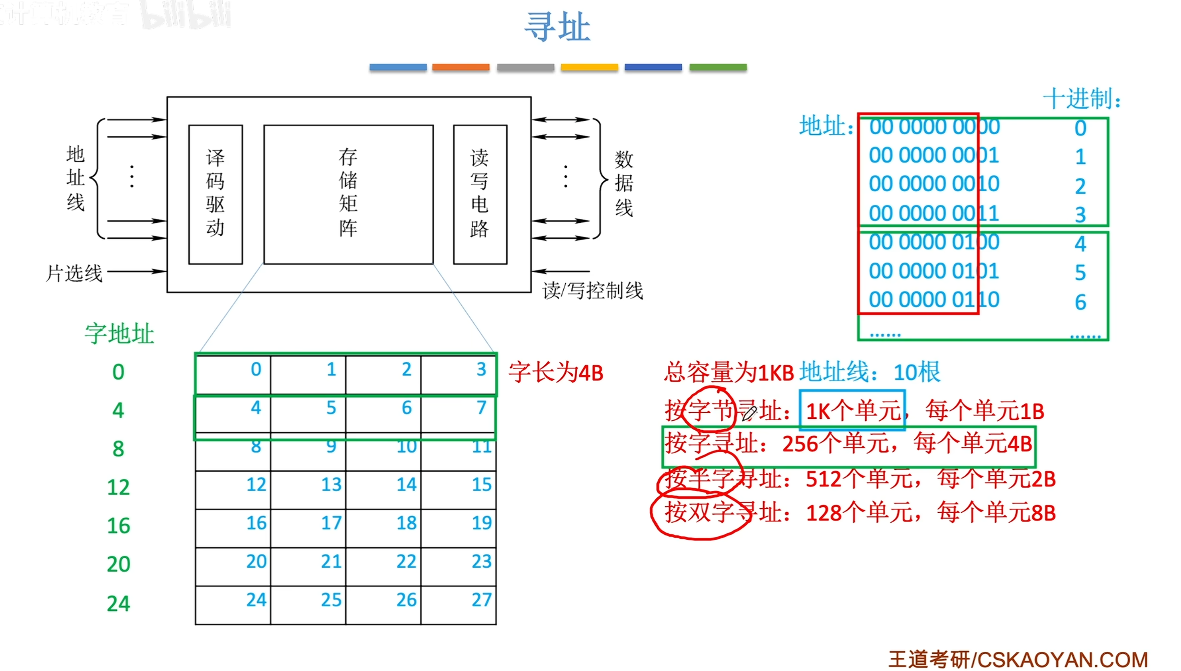 bilibili
寻址
十进制：
地址：
00 0000 0000 0
00 0000 0001 1
00 0000 0010 2
00 0000 0011 3
00 0000 0100 4
00 0000 0101 5
00 0000 0110 6
…… ……
地址线
译码驱动
存储矩阵
读写电路
数据线
片选线
读/写控制线
字地址
0 0 1 2 3 字长为4B
4 4 5 6 7
8 8 9 10 11
12 12 13 14 15
16 16 17 18 19
20 20 21 22 23
24 24 25 26 27
总容量为1KB 地址线：10根
按字节寻址：1K个单元，每个单元1B
按字寻址：256个单元，每个单元4B
按半字寻址：512个单元，每个单元2B
按双字寻址：128个单元，每个单元8B
王道考研/CSKAOYAN.COM